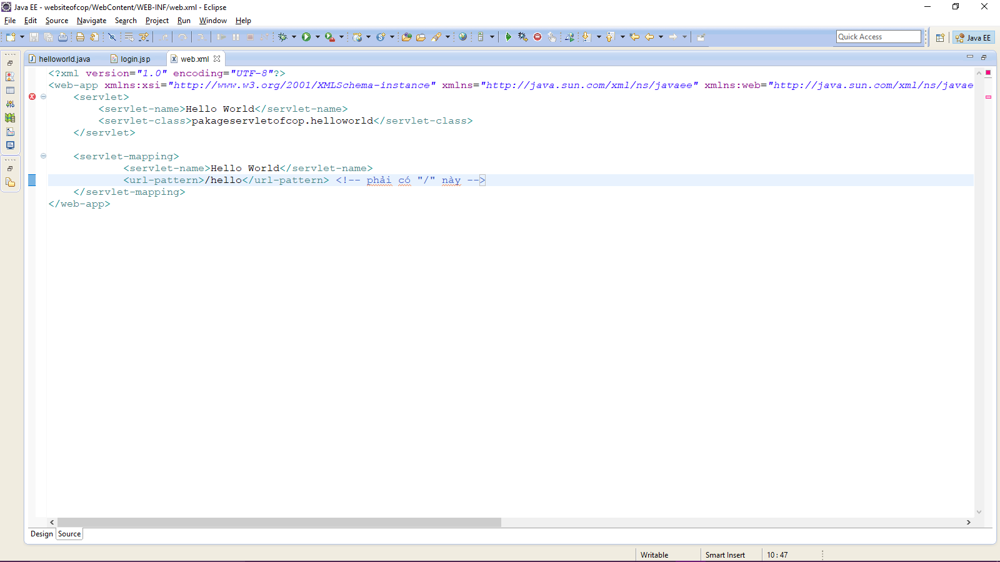 Java EE - websiteofcop/WebContent/WEB-INF/web.xml - Eclipse
File Edit Source Navigate Search Project Run Window Help
Quick Access
Java EE
helloworld.java login.jsp web.xml
<?xml version="1.0" encoding="UTF-8"?>
<web-app xmlns:xsi="http://www.w3.org/2001/XMLSchema-instance" xmlns="http://java.sun.com/xml/ns/javaee" xmlns:web="http://java.sun.com/xml/ns/javae
<servlet>
<servlet-name>Hello World</servlet-name>
<servlet-class>pakageservletofcop.helloworld</servlet-class>
</servlet>
<servlet-mapping>
<servlet-name>Hello World</servlet-name>
<url-pattern>/hello</url-pattern> <!-- phải có "/" này -->
</servlet-mapping>
</web-app>
Design Source
Writable Smart Insert 10 : 47